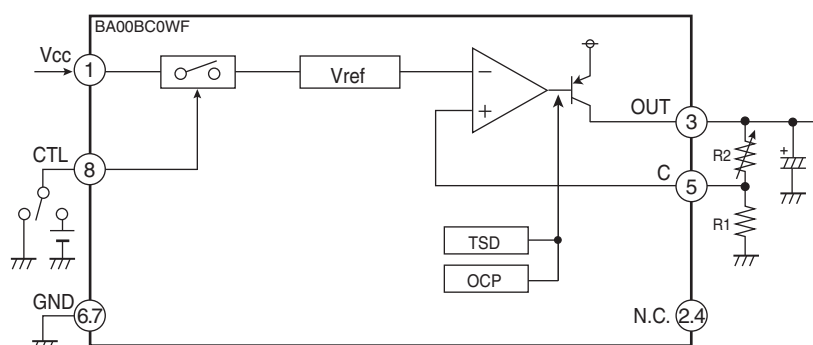 BA00BC0WF
Vcc
1
Vref
−
+
OUT
3
+
R2
CTL
8
C
5
R1
TSD
OCP
GND
6.7
N.C.
2.4